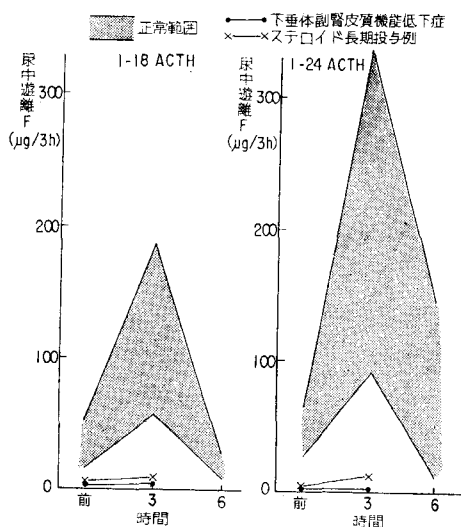 正常範囲
下垂体副腎皮質機能低下症
ステロイド長期投与例
尿中遊離F
(μg/3h)
1-18 ACTH
300
200
100
0
前
3
6
時間
尿中遊離F
(μg/3h)
1-24 ACTH
300
200
100
0
前
3
6
時間